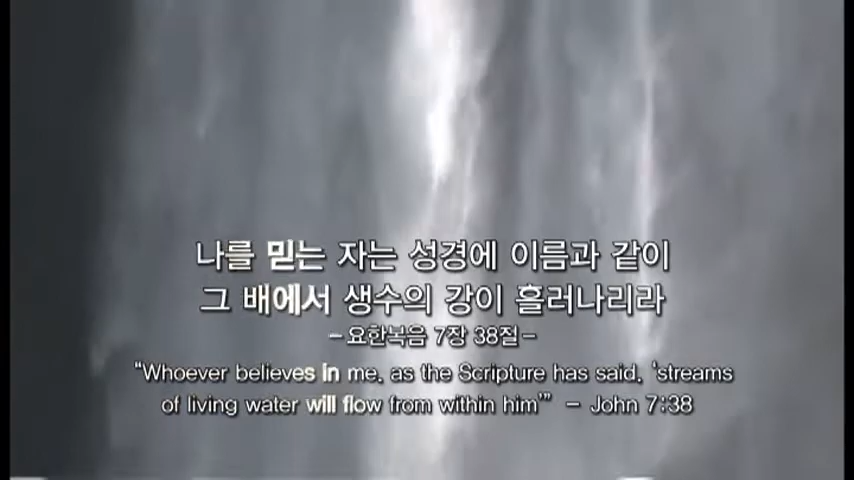 나를 믿는 자는 성경에 이름과 같이
그 배에서 생수의 강이 흘러나리라
-요한복음 7장 38절-
"Whoever believes in me, as the Scripture has said, 'streams
of living water will flow from within him'" - John 7:38